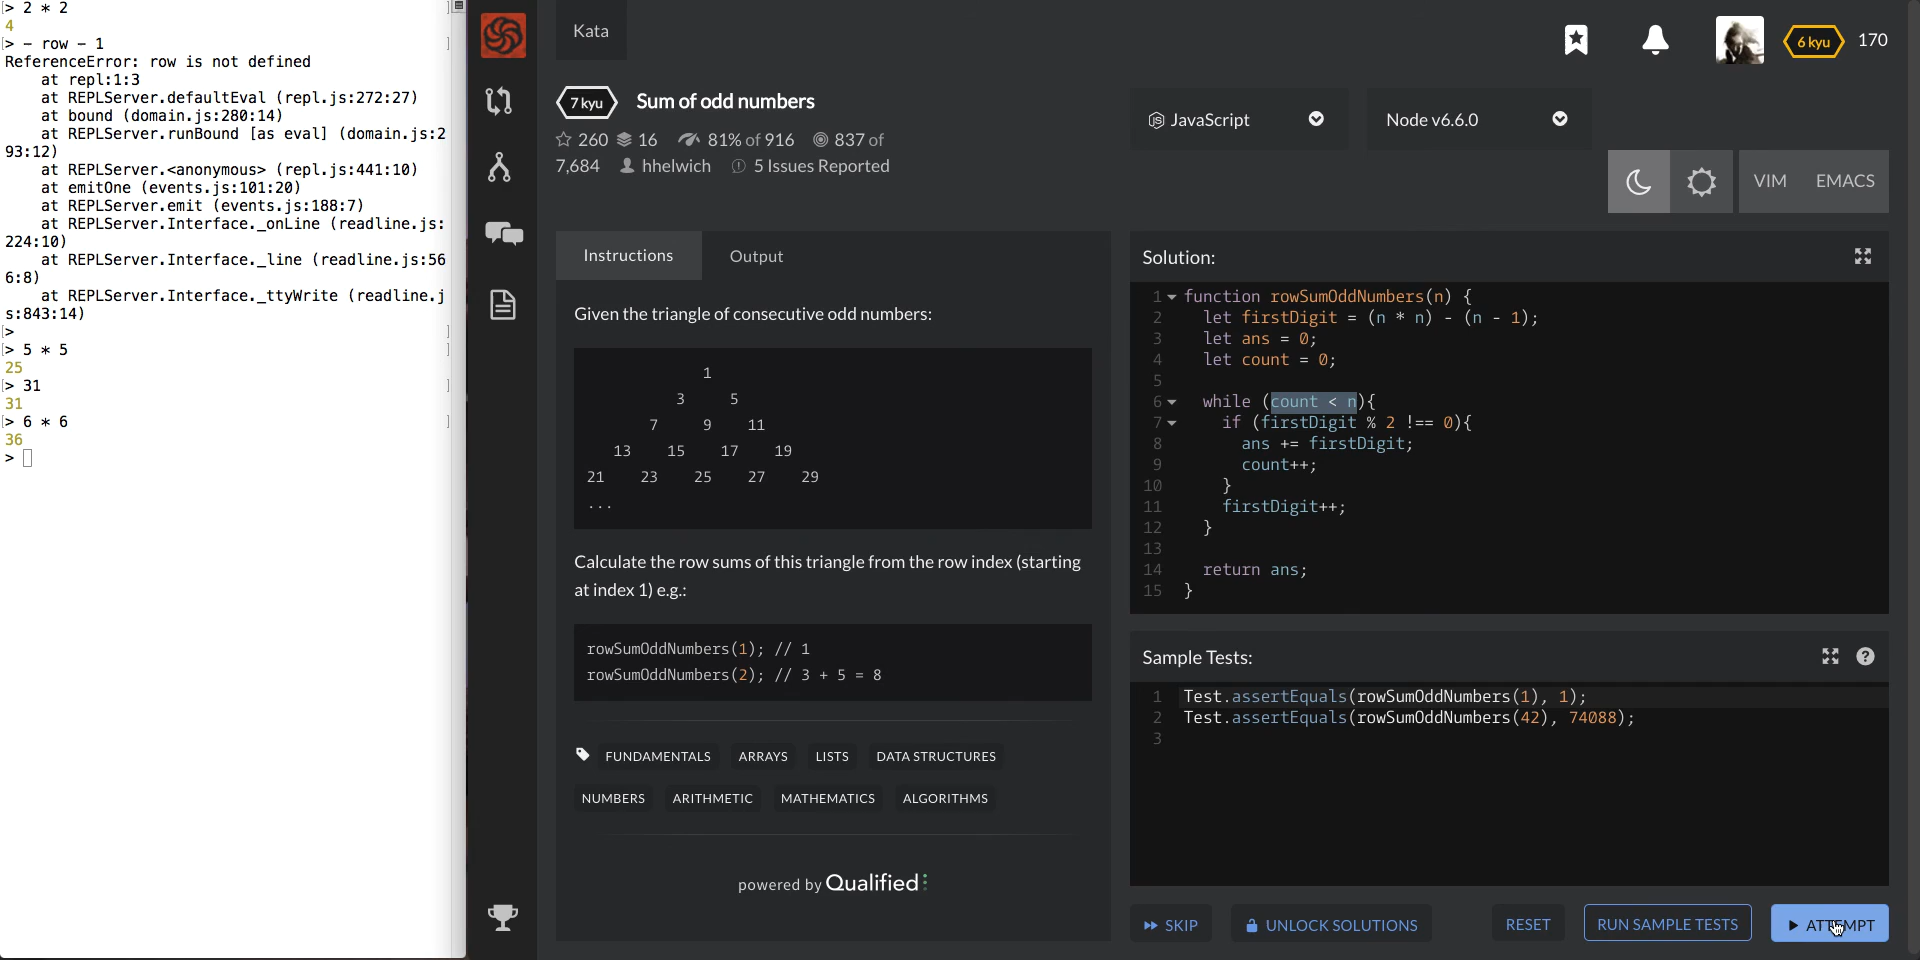 > 2 * 2
4
> - row - 1
ReferenceError: row is not defined
at repl:1:3
at REPLServer.defaultEval (repl.js:272:27)
at bound (domain.js:280:14)
at REPLServer.runBound [as eval] (domain.js:2
93:12)
at REPLServer.<anonymous> (repl.js:441:10)
at emitOne (events.js:101:20)
at REPLServer.emit (events.js:188:7)
at REPLServer.Interface._onLine (readline.js:
224:10)
at REPLServer.Interface._line (readline.js:56
6:8)
at REPLServer.Interface._ttyWrite (readline.j
s:843:14)
>
> 5 * 5
25
> 31
31
> 6 * 6
36
>
Kata
6 kyu 170
7 kyu Sum of odd numbers
260 16 81% of 916 837 of
7,684 hhelwich 5 Issues Reported
JavaScript
Node v6.6.0
VIM EMACS
Instructions Output
Given the triangle of consecutive odd numbers:
1
3 5
7 9 11
13 15 17 19
21 23 25 27 29
...
Calculate the row sums of this triangle from the row index (starting
at index 1) e.g.:
rowSumOddNumbers(1); // 1
rowSumOddNumbers(2); // 3 + 5 = 8
FUNDAMENTALS ARRAYS LISTS DATA STRUCTURES
NUMBERS ARITHMETIC MATHEMATICS ALGORITHMS
powered by Qualified
Solution:
1 function rowSumOddNumbers(n) {
2 let firstDigit = (n * n) - (n - 1);
3 let ans = 0;
4 let count = 0;
5
6 while (count < n){
7 if (firstDigit % 2 !== 0){
8 ans += firstDigit;
9 count++;
10 }
11 firstDigit++;
12 }
13
14 return ans;
15 }
Sample Tests:
1 Test.assertEquals(rowSumOddNumbers(1), 1);
2 Test.assertEquals(rowSumOddNumbers(42), 74088);
3
SKIP UNLOCK SOLUTIONS RESET RUN SAMPLE TESTS ATTEMPT